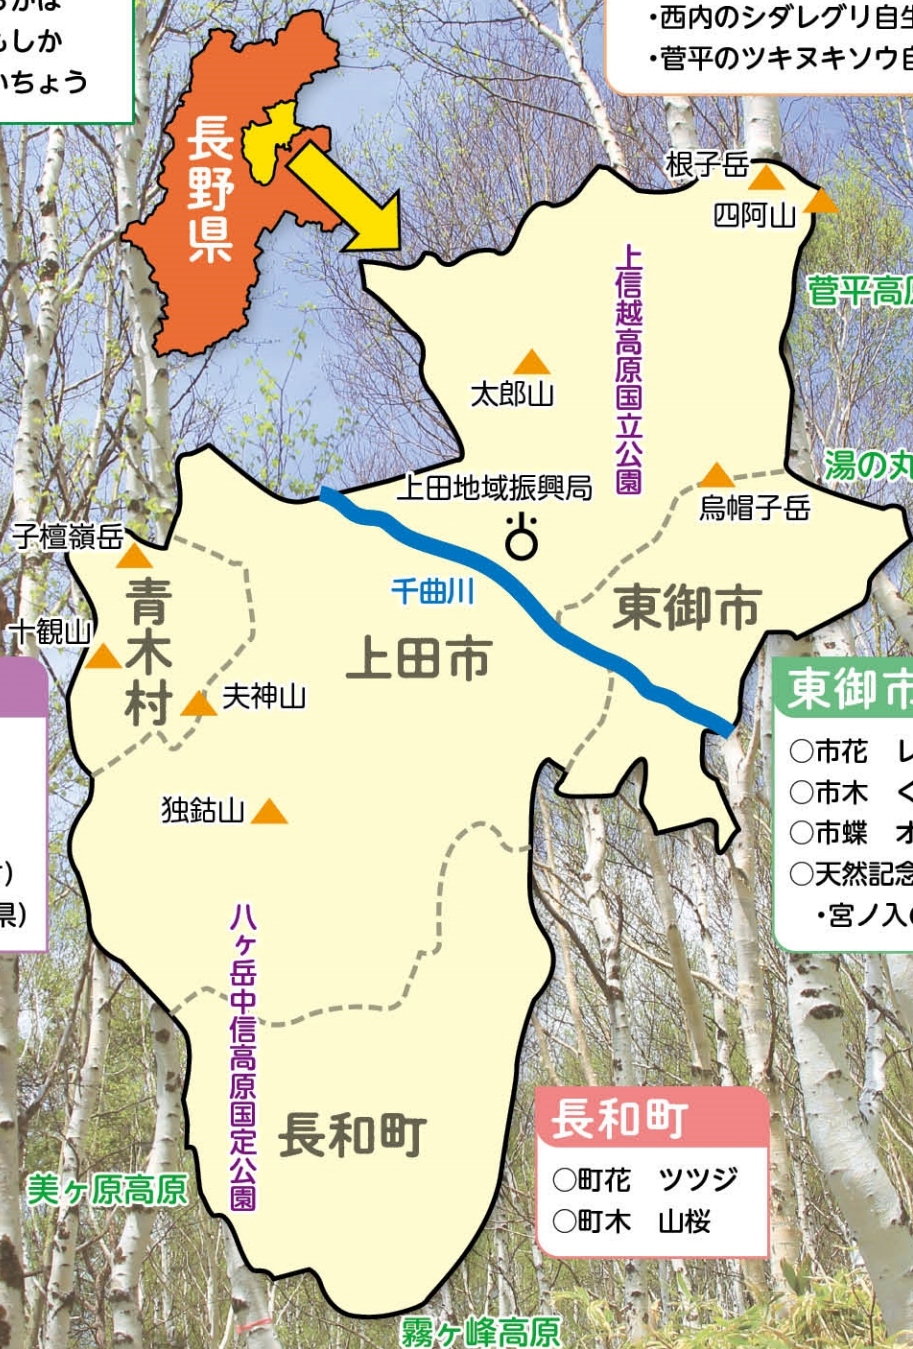 もしか
いちょう
・西内のシダレグリ自生
・菅平のツキヌキソウ自
長野県
根子岳
四阿山
菅平高原
上信越高原国立公園
太郎山
湯の丸
上田地域振興局
烏帽子岳
子檀嶺岳
千曲川
東御市
青木村
十観山
上田市
夫神山
東御市
○市花 レ
○市木 く
○市蝶 オ
○天然記念
・宮ノ入の
独鈷山
県)
八ヶ岳中信高原国定公園
長和町
長和町
○町花 ツツジ
○町木 山桜
美ヶ原高原
霧ヶ峰高原